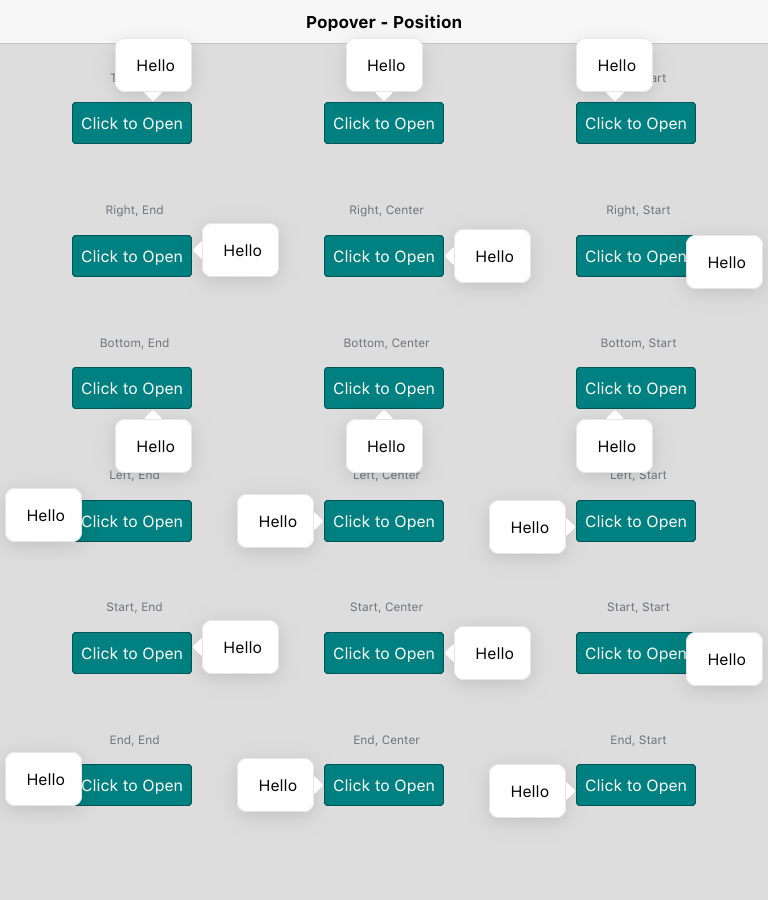 Popover - Position
Hello Hello Hello
Click to Open Click to Open Click to Open
Right, End Right, Center Right, Start
Click to Open Hello Click to Open Hello Click to Open Hello
Bottom, End Bottom, Center Bottom, Start
Click to Open Click to Open Click to Open
Hello Hello Hello
Left, End Left, Center Left, Start
Hello Click to Open Hello Click to Open Hello Click to Open
Start, End Start, Center Start, Start
Click to Open Hello Click to Open Hello Click to Open Hello
End, End End, Center End, Start
Hello Click to Open Hello Click to Open Hello Click to Open